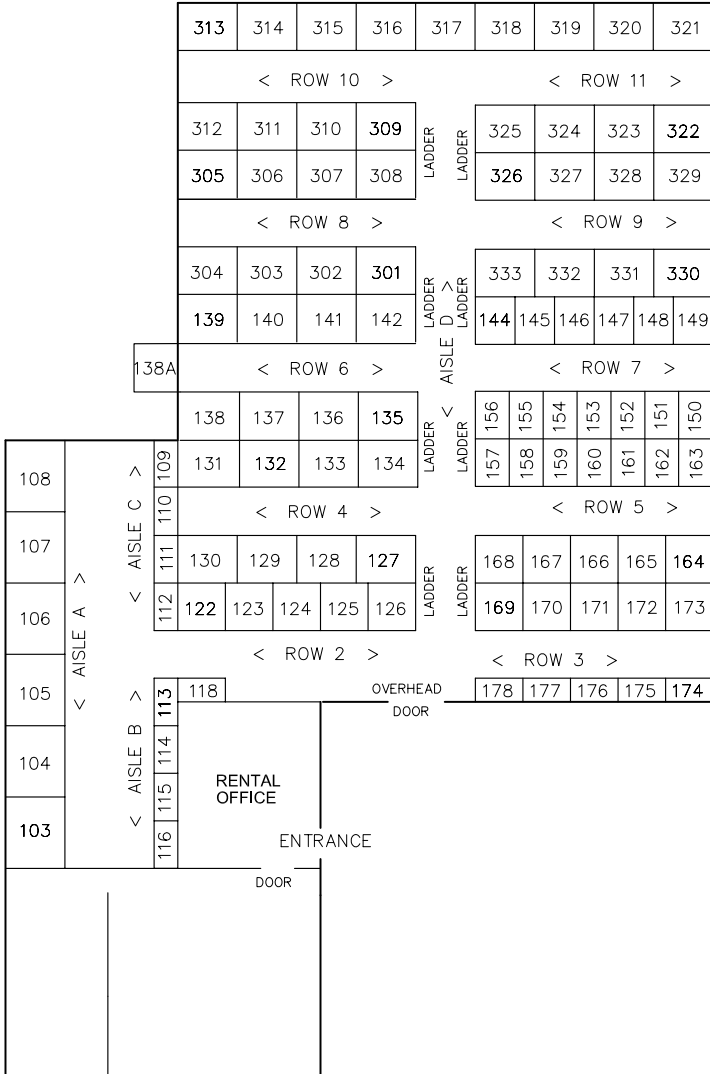 313 314 315 316 317 318 319 320 321
< ROW 10 > < ROW 11 >
312 311 310 309 LADDER LADDER 325 324 323 322
305 306 307 308 326 327 328 329
< ROW 8 > < ROW 9 >
304 303 302 301 333 332 331 330
139 140 141 142 LADDER < AISLE D > LADDER 144 145 146 147 148 149
138A < ROW 6 > < ROW 7 >
138 137 136 135 156 155 154 153 152 151 150
108 109 131 132 133 134 LADDER LADDER 157 158 159 160 161 162 163
< AISLE C > 110 < ROW 4 > < ROW 5 >
107 111 130 129 128 127 168 167 166 165 164
106 < AISLE A > 112 122 123 124 125 126 LADDER LADDER 169 170 171 172 173
< ROW 2 > < ROW 3 >
105 113 118 OVERHEAD 178 177 176 175 174
DOOR
104 < AISLE B > 114
115 RENTAL
OFFICE
103 116 ENTRANCE
DOOR